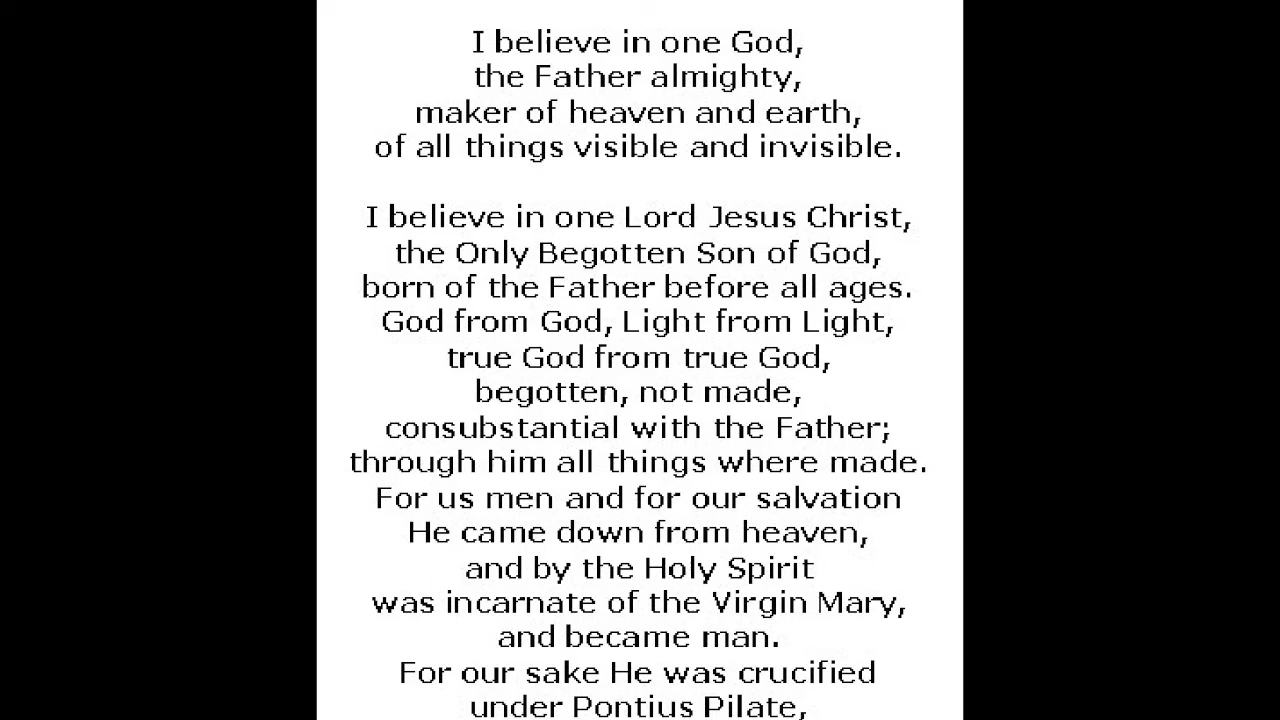 I believe in one God,
the Father almighty,
maker of heaven and earth,
of all things visible and invisible.
I believe in one Lord Jesus Christ,
the Only Begotten Son of God,
born of the Father before all ages.
God from God, Light from Light,
true God from true God,
begotten, not made,
consubstantial with the Father;
through him all things where made.
For us men and for our salvation
He came down from heaven,
and by the Holy Spirit
was incarnate of the Virgin Mary,
and became man.
For our sake He was crucified
under Pontius Pilate,